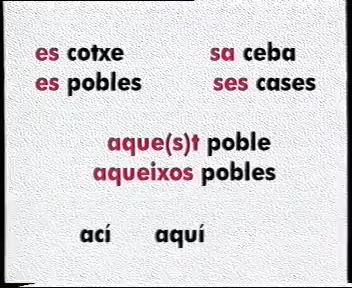 es cotxe sa ceba
es pobles ses cases
aque(s)t poble
aqueixos pobles
ací aquí